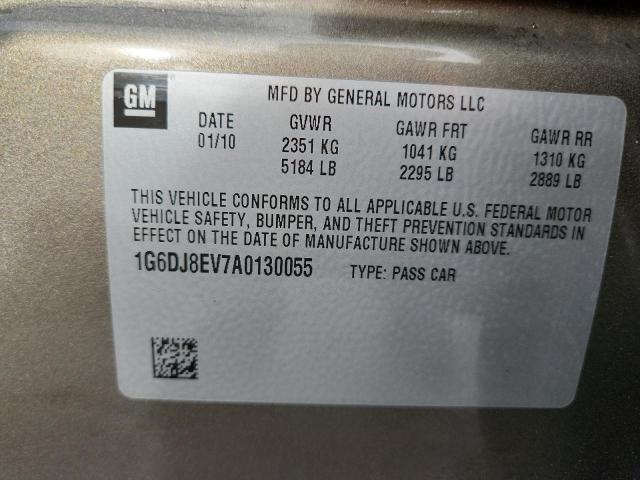 GM
MFD BY GENERAL MOTORS LLC
DATE GVWR GAWR FRT GAWR RR
01/10 2351 KG 1041 KG 1310 KG
5184 LB 2295 LB 2889 LB
THIS VEHICLE CONFORMS TO ALL APPLICABLE U.S. FEDERAL MOTOR
VEHICLE SAFETY, BUMPER, AND THEFT PREVENTION STANDARDS IN
EFFECT ON THE DATE OF MANUFACTURE SHOWN ABOVE.
1G6DJ8EV7A0130055 TYPE: PASS CAR